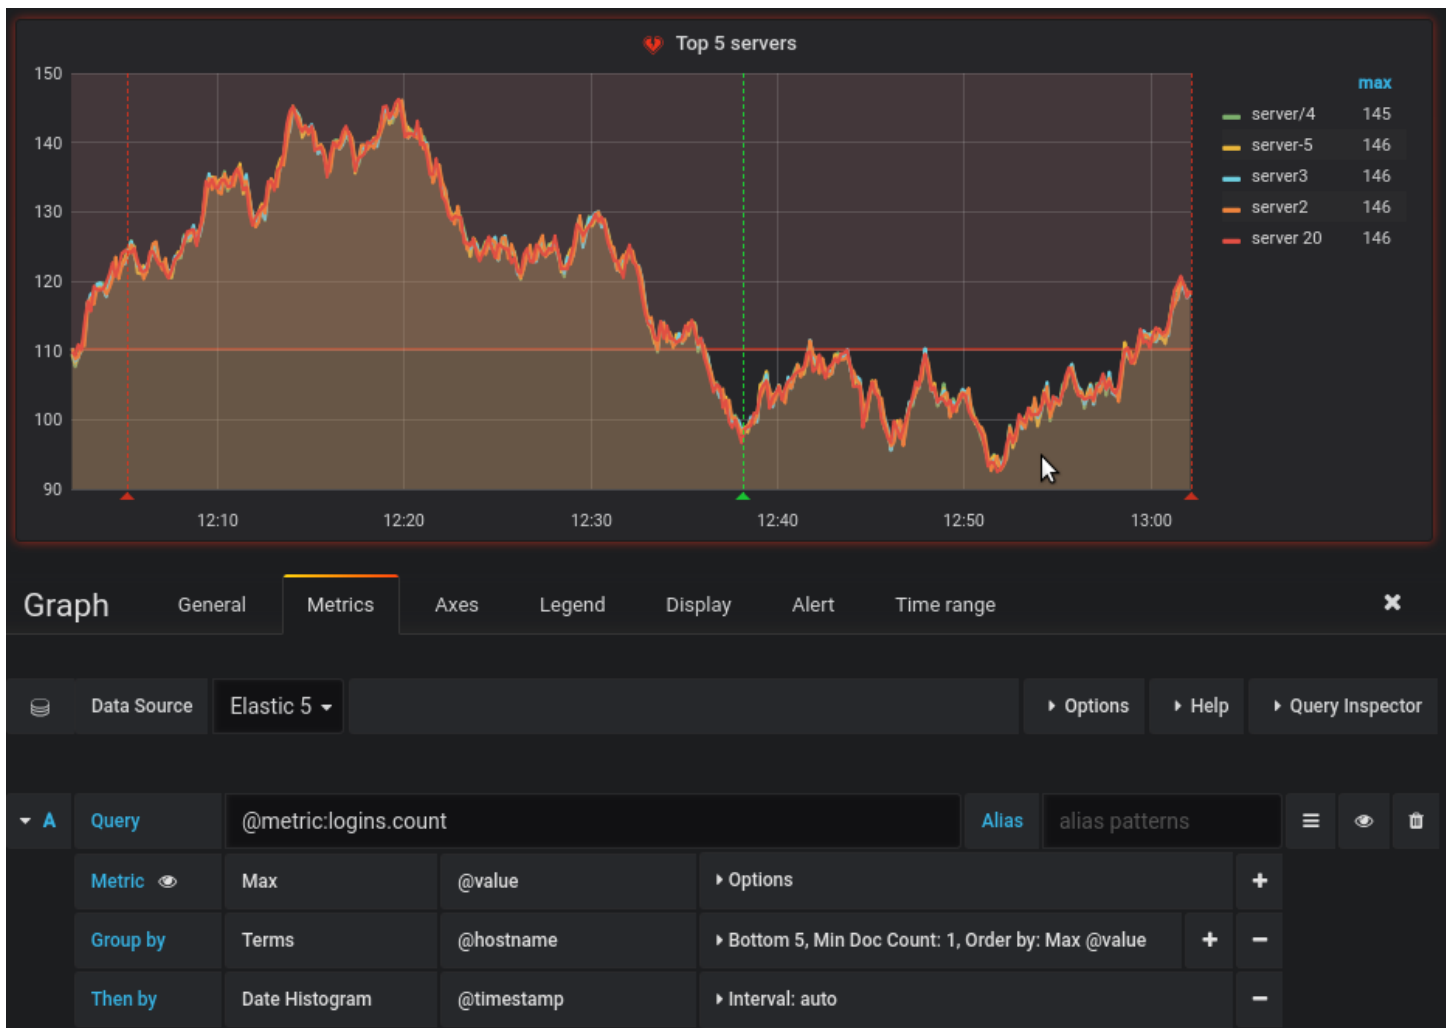 Top 5 servers
150
140
130
120
110
100
90
12:10 12:20 12:30 12:40 12:50 13:00
max
server/4 145
server-5 146
server3 146
server2 146
server 20 146
Graph General Metrics Axes Legend Display Alert Time range
Data Source Elastic 5 Options Help Query Inspector
A Query @metric:logins.count Alias alias patterns
Metric Max @value Options
Group by Terms @hostname Bottom 5, Min Doc Count: 1, Order by: Max @value
Then by Date Histogram @timestamp Interval: auto